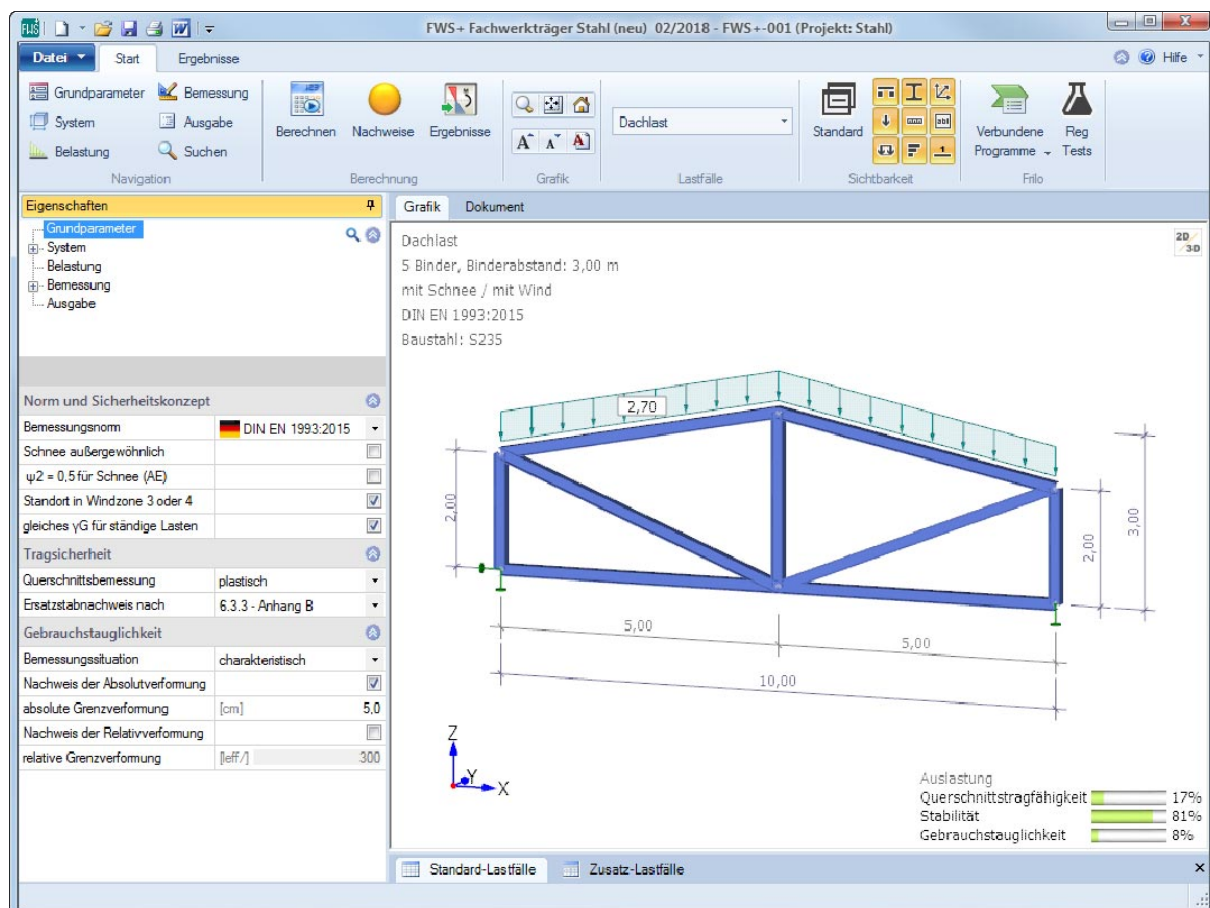 FWS+ Fachwerkträger Stahl (neu) 02/2018 - FWS+-001 (Projekt: Stahl)
Datei Start Ergebnisse Hilfe
Grundparameter Bemessung
System Ausgabe
Belastung Suchen
Navigation
Berechnen Nachweise Ergebnisse
Berechnung
Grafik
Dachlast
Lastfälle
Standard
Sichtbarkeit
Verbundene Programme
Reg Tests
Frilo
Eigenschaften
Grundparameter
System
Belastung
Bemessung
Ausgabe
Norm und Sicherheitskonzept
Bemessungsnorm DIN EN 1993:2015
Schnee außergewöhnlich
ψ2 = 0,5 für Schnee (AE)
Standort in Windzone 3 oder 4
gleiches γG für ständige Lasten
Tragsicherheit
Querschnittsbemessung plastisch
Ersatzstabnachweis nach 6.3.3 - Anhang B
Gebrauchstauglichkeit
Bemessungssituation charakteristisch
Nachweis der Absolutverformung
absolute Grenzverformung [cm] 5,0
Nachweis der Relativverformung
relative Grenzverformung [leff/] 300
Grafik Dokument
Dachlast
5 Binder, Binderabstand: 3,00 m
mit Schnee / mit Wind
DIN EN 1993:2015
Baustahl: S235
2D/3D
2,70
2,00
2,00
3,00
5,00
5,00
10,00
Z
Y
X
Auslastung
Querschnittstragfähigkeit 17%
Stabilität 81%
Gebrauchstauglichkeit 8%
Standard-Lastfälle Zusatz-Lastfälle